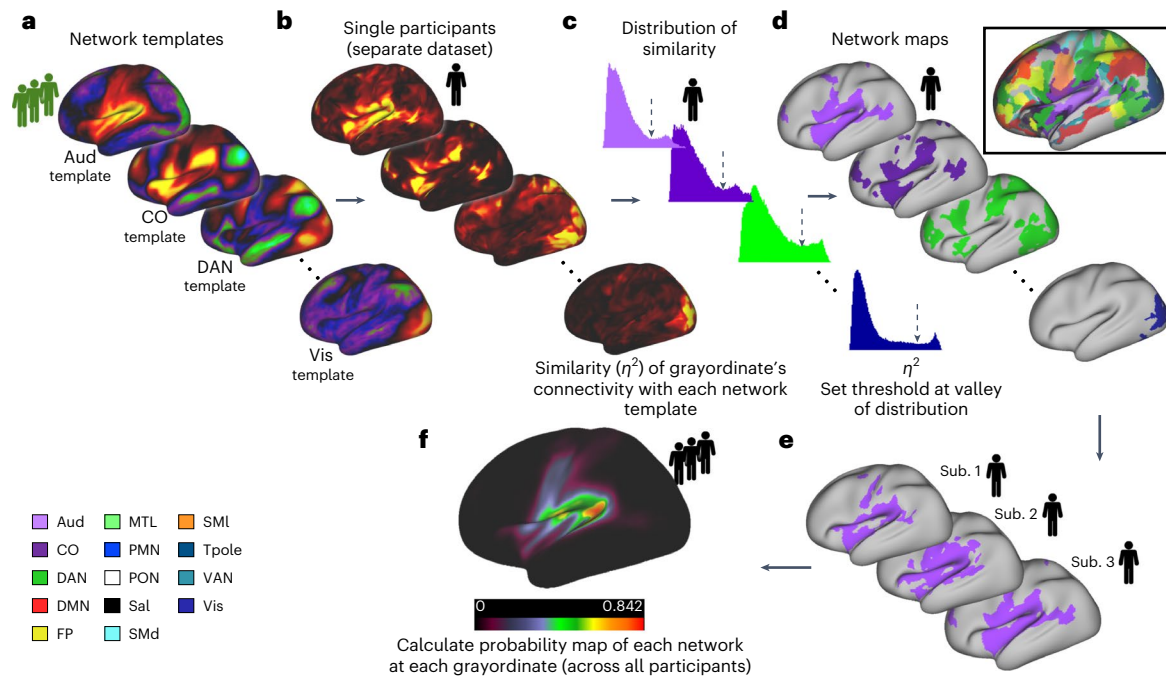 a
Network templates
Aud
template
CO
template
DAN
template
Vis
template
b
Single participants
(separate dataset)
c
Distribution of
similarity
d
Network maps
Similarity (η²) of grayordinate's
connectivity with each network
template
η²
Set threshold at valley
of distribution
e
Sub. 1
Sub. 2
Sub. 3
f
0 0.842
Calculate probability map of each network
at each grayordinate (across all participants)
Aud MTL SMl
CO PMN Tpole
DAN PON VAN
DMN Sal Vis
FP SMd